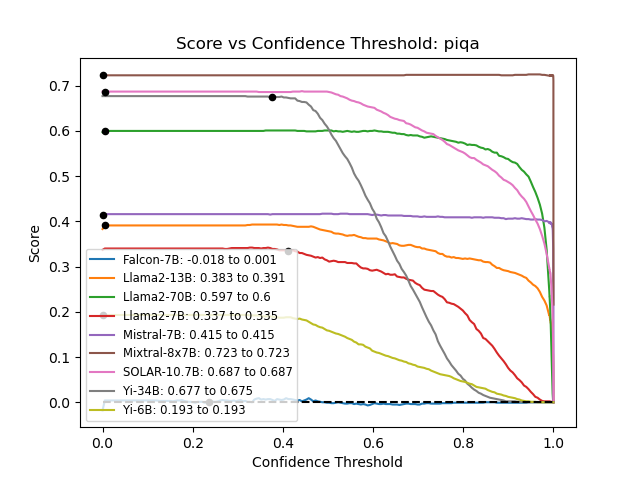 Score vs Confidence Threshold: piqa
Score
0.7
0.6
0.5
0.4
0.3
0.2
0.1
0.0
Falcon-7B: -0.018 to 0.001
Llama2-13B: 0.383 to 0.391
Llama2-70B: 0.597 to 0.6
Llama2-7B: 0.337 to 0.335
Mistral-7B: 0.415 to 0.415
Mixtral-8x7B: 0.723 to 0.723
SOLAR-10.7B: 0.687 to 0.687
Yi-34B: 0.677 to 0.675
Yi-6B: 0.193 to 0.193
0.0 0.2 0.4 0.6 0.8 1.0
Confidence Threshold